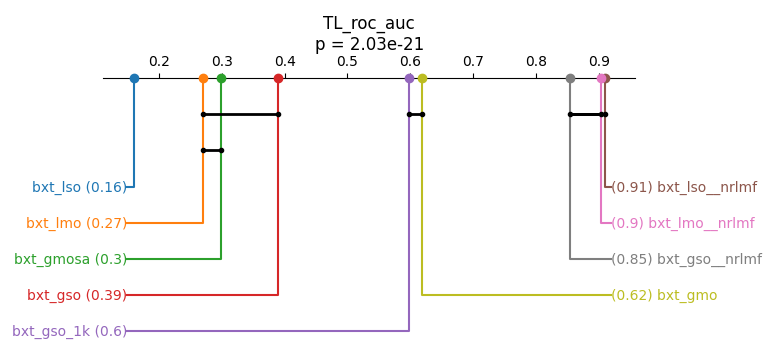 TL_roc_auc
p = 2.03e-21
0.2 0.3 0.4 0.5 0.6 0.7 0.8 0.9
bxt_lso (0.16) (0.91) bxt_lso__nrlmf
bxt_lmo (0.27) (0.9) bxt_lmo__nrlmf
bxt_gmosa (0.3) (0.85) bxt_gso__nrlmf
bxt_gso (0.39) (0.62) bxt_gmo
bxt_gso_1k (0.6)